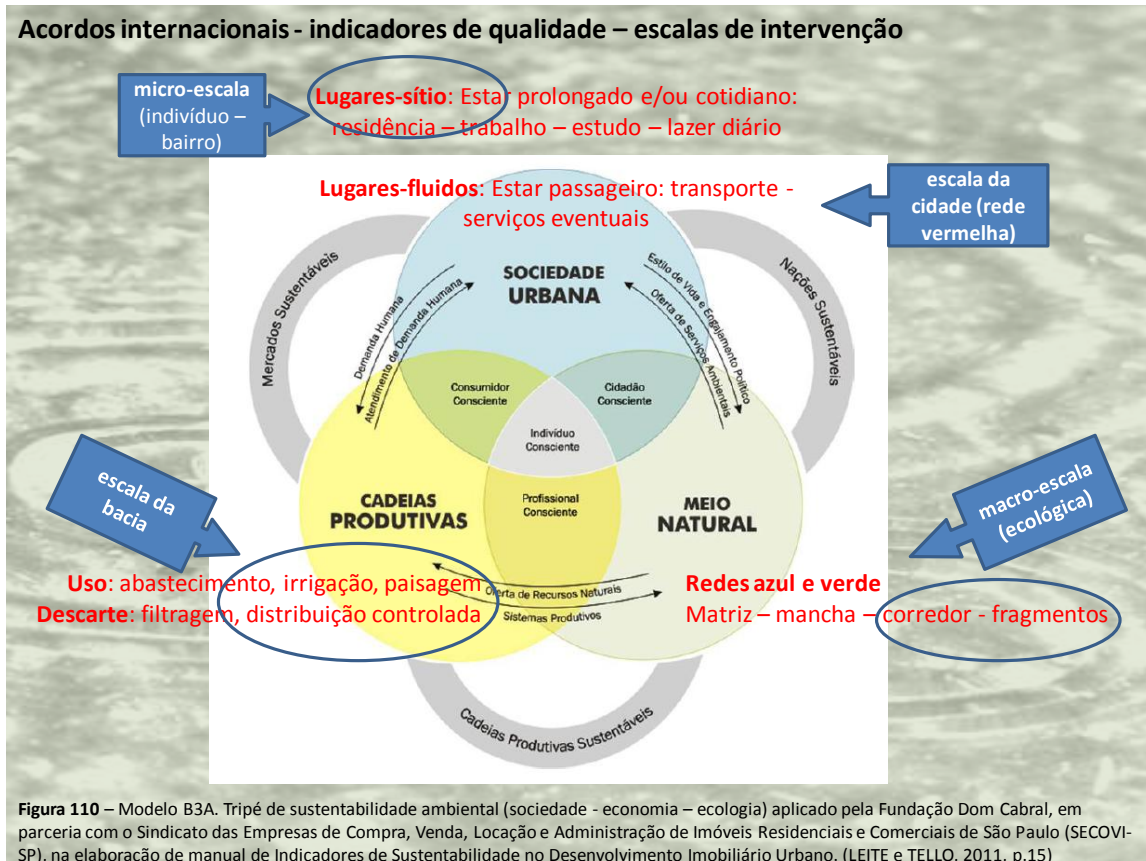 Acordos internacionais - indicadores de qualidade – escalas de intervenção
micro-escala
(indivíduo –
bairro)
Lugares-sítio: Estar prolongado e/ou cotidiano:
residência – trabalho – estudo – lazer diário
Lugares-fluidos: Estar passageiro: transporte -
serviços eventuais
escala da
cidade (rede
vermelha)
Mercados Sustentáveis
Nações Sustentáveis
SOCIEDADE
URBANA
Demanda Humana
Atendimento de Demanda Humana
Estilo de Vida e Engajamento Político
Oferta de Serviços Ambientais
Consumidor
Consciente
Cidadão
Consciente
Indivíduo
Consciente
escala da
bacia
CADEIAS
PRODUTIVAS
Profissional
Consciente
MEIO
NATURAL
macro-escala
(ecológica)
Uso: abastecimento, irrigação, paisagem
Descarte: filtragem, distribuição controlada
Oferta de Recursos Naturais
Sistemas Produtivos
Redes azul e verde
Matriz – mancha – corredor - fragmentos
Cadeias Produtivas Sustentáveis
Figura 110 – Modelo B3A. Tripé de sustentabilidade ambiental (sociedade - economia – ecologia) aplicado pela Fundação Dom Cabral, em
parceria com o Sindicato das Empresas de Compra, Venda, Locação e Administração de Imóveis Residenciais e Comerciais de São Paulo (SECOVI-
SP), na elaboração de manual de Indicadores de Sustentabilidade no Desenvolvimento Imobiliário Urbano. (LEITE e TELLO, 2011, p.15)